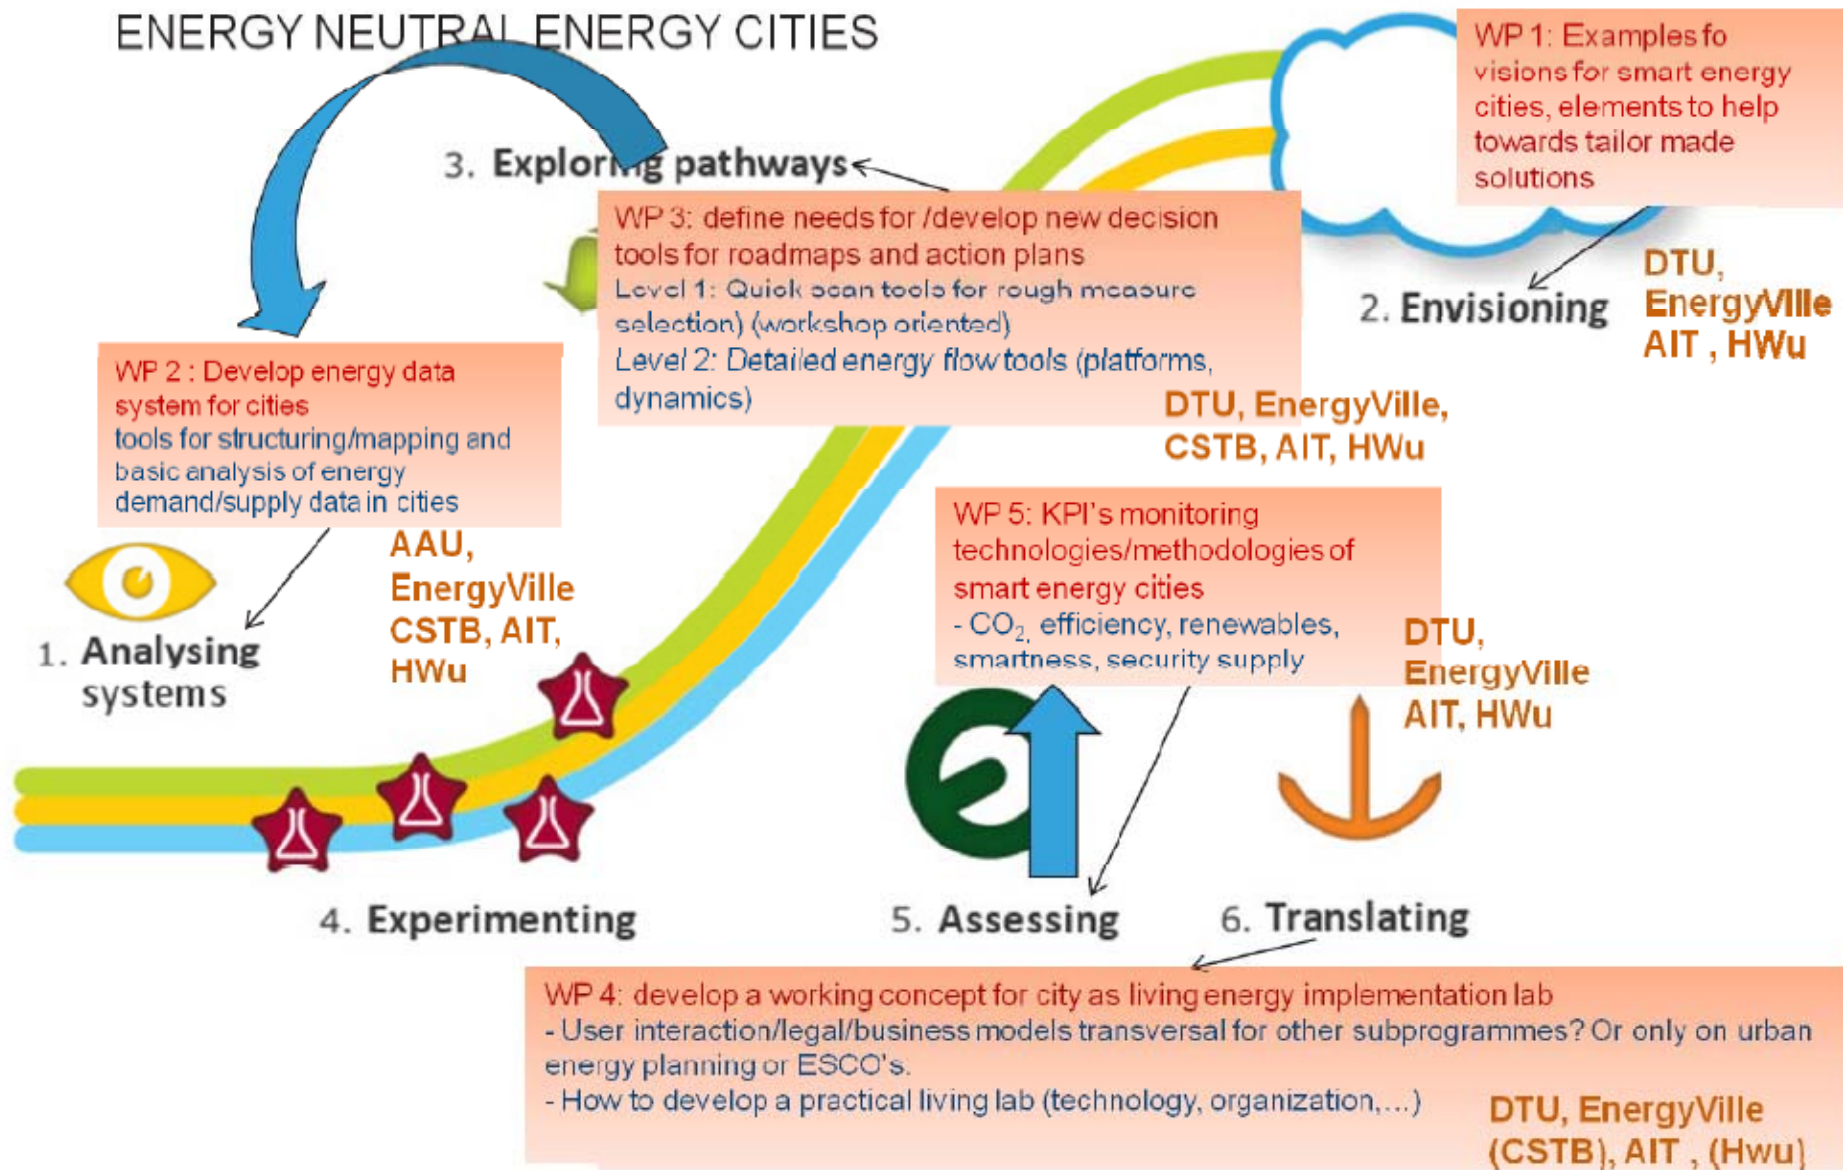 ENERGY NEUTRAL ENERGY CITIES
WP 1: Examples fo
visions for smart energy
cities, elements to help
towards tailor made
solutions
3. Exploring pathways
WP 3: define needs for /develop new decision
tools for roadmaps and action plans
Level 1: Quick scan tools for rough measure
selection) (workshop oriented)
Level 2: Detailed energy flow tools (platforms,
dynamics)
DTU,
EnergyVille
AIT , HWu
2. Envisioning
WP 2 : Develop energy data
system for cities
tools for structuring/mapping and
basic analysis of energy
demand/supply data in cities
DTU, EnergyVille,
CSTB, AIT, HWu
WP 5: KPI's monitoring
technologies/methodologies of
smart energy cities
- CO2, efficiency, renewables,
smartness, security supply
AAU,
EnergyVille
CSTB, AIT,
HWu
1. Analysing
systems
DTU,
EnergyVille
AIT, HWu
4. Experimenting
5. Assessing
6. Translating
WP 4: develop a working concept for city as living energy implementation lab
- User interaction/legal/business models transversal for other subprogrammes? Or only on urban
energy planning or ESCO's.
- How to develop a practical living lab (technology, organization,...)
DTU, EnergyVille
(CSTB), AIT , (Hwu)